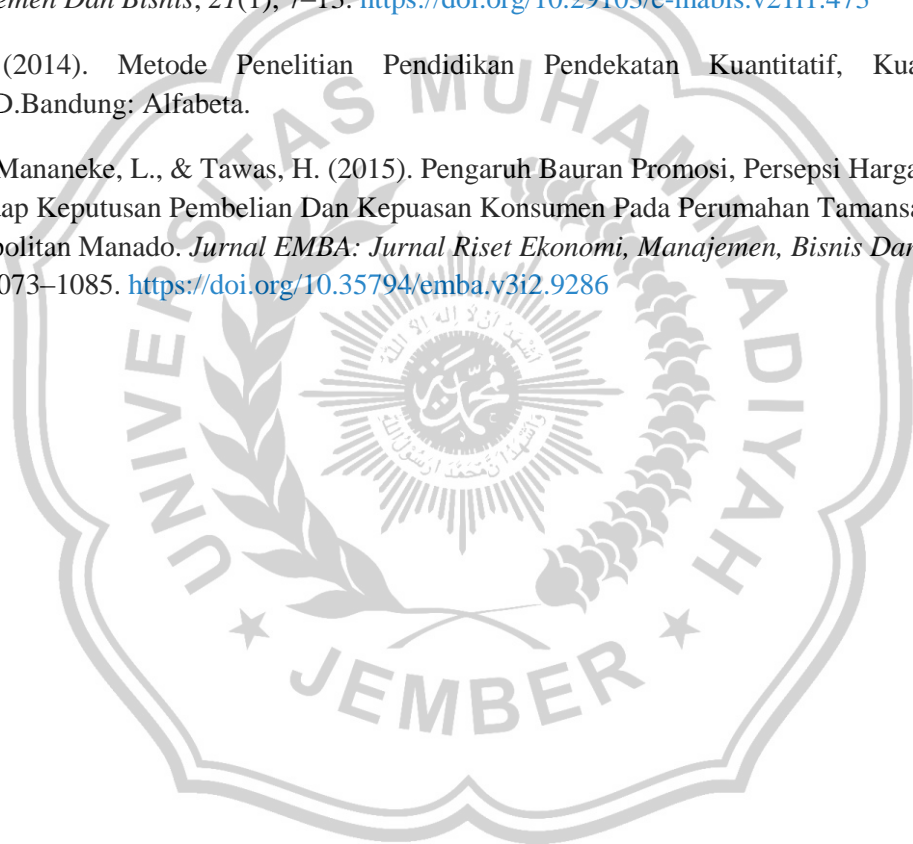 emen Dan Bisnis, 21(1), 7–13. https://doi.org/10.29103/e-mabis.v21i1.475
(2014). Metode Penelitian Pendidikan Pendekatan Kuantitatif, Kua
D.Bandung: Alfabeta.
Mananeke, L., & Tawas, H. (2015). Pengaruh Bauran Promosi, Persepsi Harga
ap Keputusan Pembelian Dan Kepuasan Konsumen Pada Perumahan Tamansa
politan Manado. Jurnal EMBA: Jurnal Riset Ekonomi, Manajemen, Bisnis Dan
073–1085. https://doi.org/10.35794/emba.v3i2.9286
UNIVERSITAS MUHAMMADIYAH
JEMBER